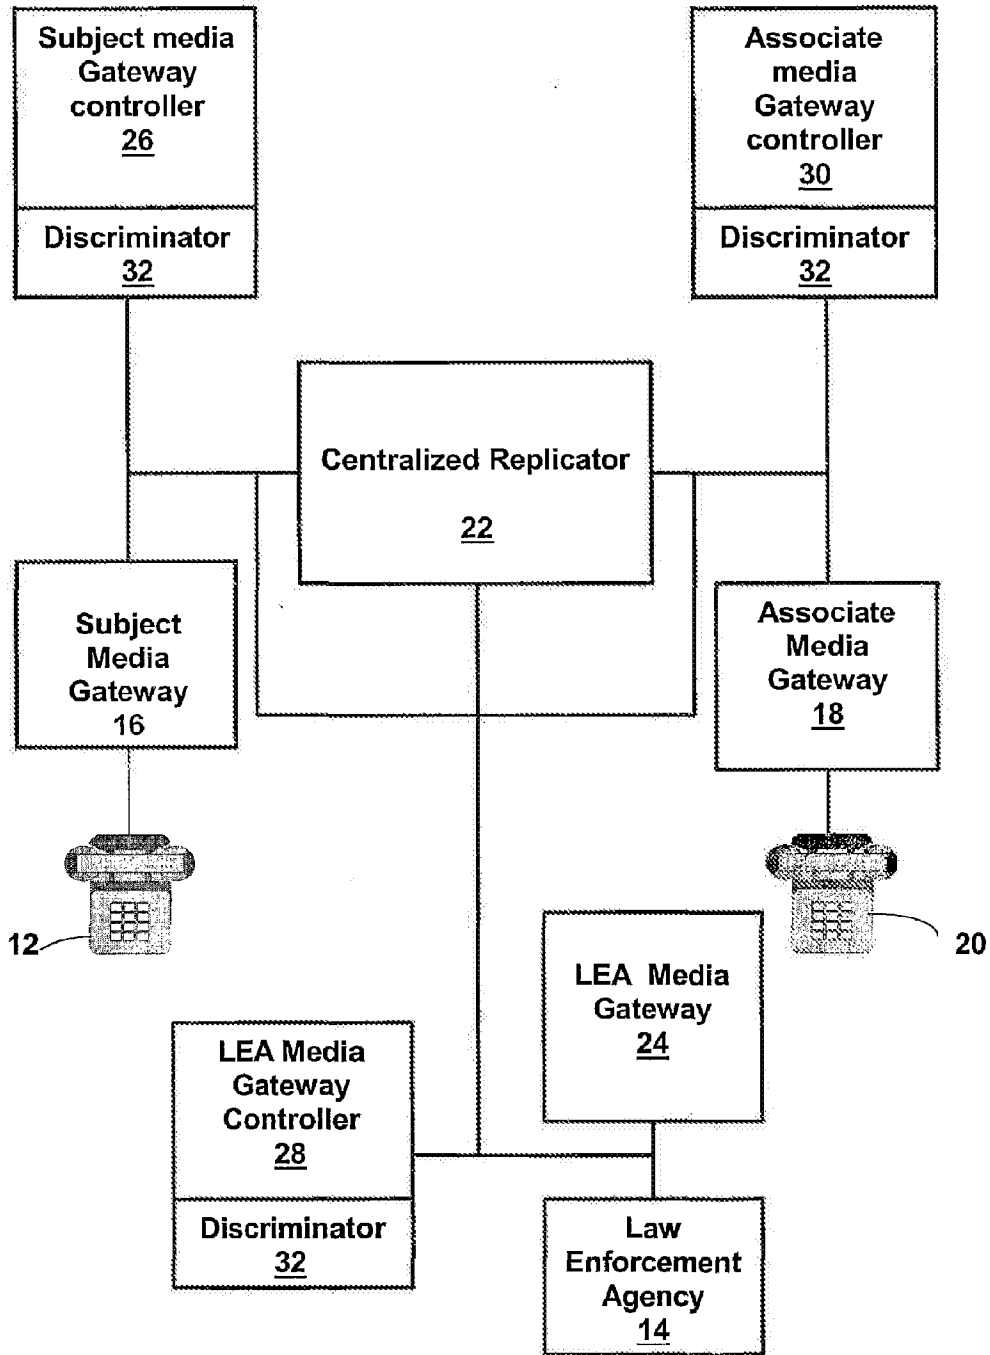 Subject media
Gateway
controller
26
Discriminator
32
Associate
media
Gateway
controller
30
Discriminator
32
Centralized Replicator
22
Subject
Media
Gateway
16
Associate
Media
Gateway
18
12
20
LEA Media
Gateway
24
LEA Media
Gateway
Controller
28
Discriminator
32
Law
Enforcement
Agency
14